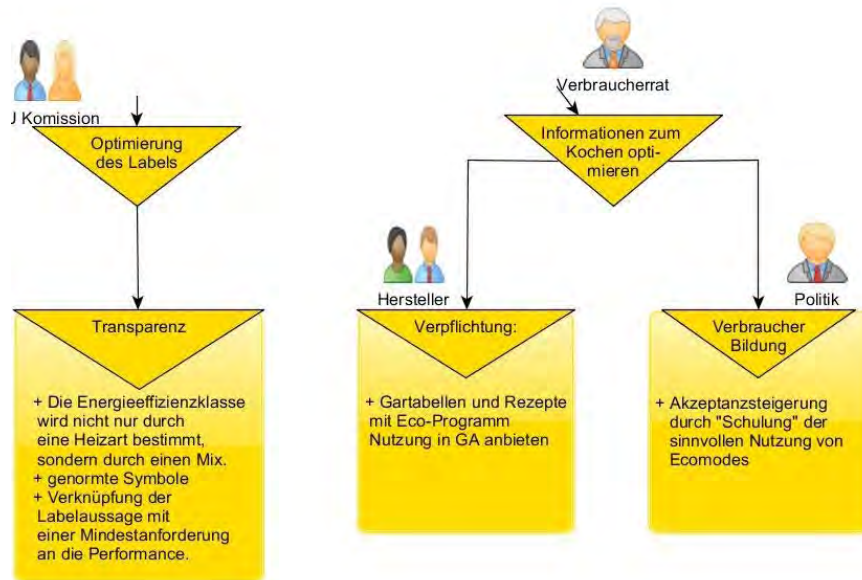 J Komission
Optimierung
des Labels
Transparenz
+ Die Energieeffizienzklasse
wird nicht nur durch
eine Heizart bestimmt,
sondern durch einen Mix.
+ genormte Symbole
+ Verknüpfung der
Labelaussage mit
einer Mindestanforderung
an die Performance.
Verbraucherrat
Informationen zum
Kochen opti-
mieren
Hersteller
Verpflichtung:
+ Gartabellen und Rezepte
mit Eco-Programm
Nutzung in GA anbieten
Politik
Verbraucher
Bildung
+ Akzeptanzsteigerung
durch "Schulung" der
sinnvollen Nutzung von
Ecomodes